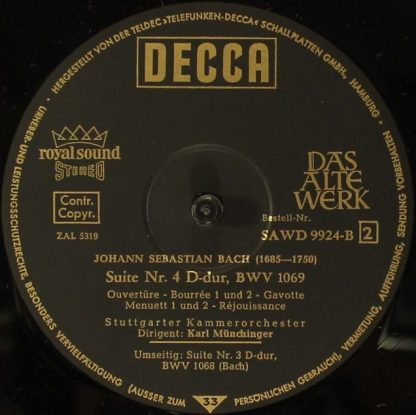 HERGESTELLT VON DER TELDEC »TELEFUNKEN-DECCA« SCHALLPLATTEN GMBH., HAMBURG
URHEBER- UND LEISTUNGSSCHUTZRECHTE, BESONDERS VERVIELFÄLTIGUNG (AUSSER ZUM PERSÖNLICHEN GEBRAUCH), VERMIETUNG, AUFFÜHRUNG, SENDUNG VORBEHALTEN
DECCA
royal sound
STEREO
DAS
ALTE
WERK
Contr.
Copyr.
Bestell-Nr.
ZAL 5319
SAWD 9924-B 2
JOHANN SEBASTIAN BACH (1685—1750)
Suite Nr. 4 D-dur, BWV 1069
Ouvertüre - Bourrée 1 und 2 - Gavotte
Menuett 1 und 2 - Réjouissance
Stuttgarter Kammerorchester
Dirigent: Karl Münchinger
Umseitig: Suite Nr. 3 D-dur,
BWV 1068 (Bach)
33